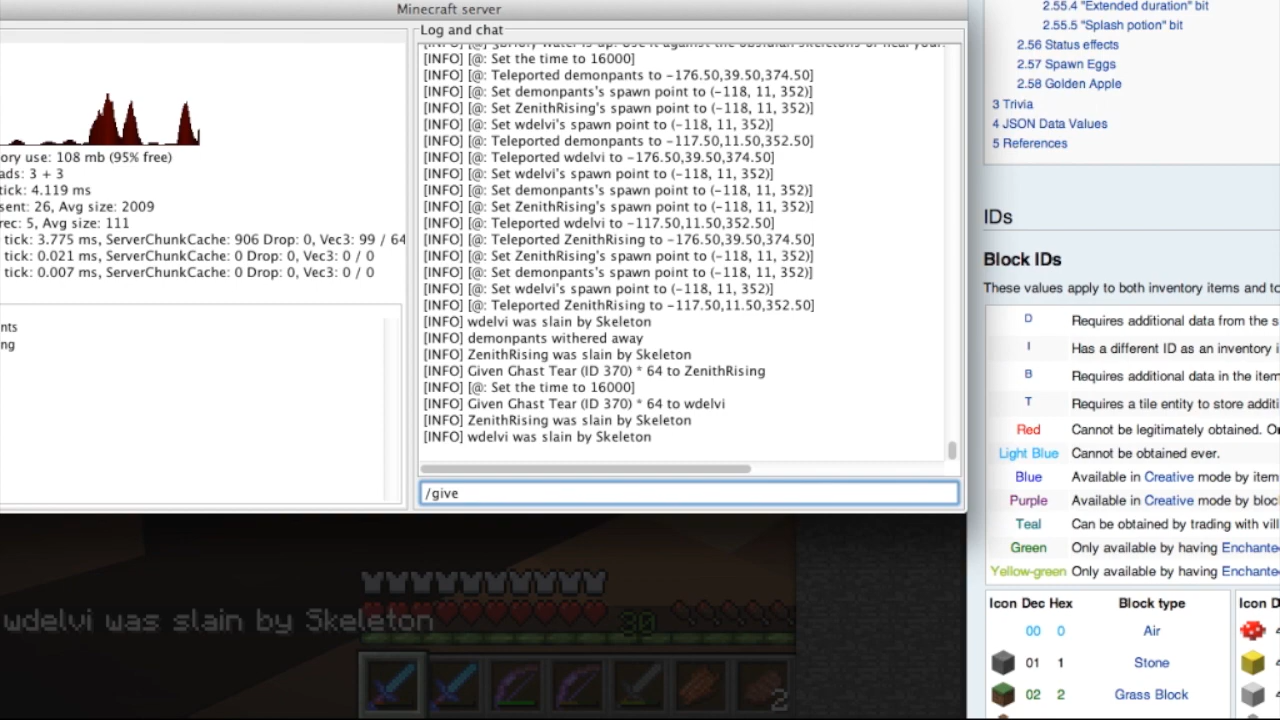 Minecraft server
Log and chat
[INFO] [@: Set the time to 16000]
[INFO] [@: Teleported demonpants to -176.50,39.50,374.50]
[INFO] [@: Set demonpants's spawn point to (-118, 11, 352)]
[INFO] [@: Set ZenithRising's spawn point to (-118, 11, 352)]
[INFO] [@: Set wdelvi's spawn point to (-118, 11, 352)]
[INFO] [@: Teleported demonpants to -117.50,11.50,352.50]
[INFO] [@: Teleported wdelvi to -176.50,39.50,374.50]
[INFO] [@: Set wdelvi's spawn point to (-118, 11, 352)]
[INFO] [@: Set demonpants's spawn point to (-118, 11, 352)]
[INFO] [@: Set ZenithRising's spawn point to (-118, 11, 352)]
[INFO] [@: Teleported wdelvi to -117.50,11.50,352.50]
[INFO] [@: Teleported ZenithRising to -176.50,39.50,374.50]
[INFO] [@: Set ZenithRising's spawn point to (-118, 11, 352)]
[INFO] [@: Set demonpants's spawn point to (-118, 11, 352)]
[INFO] [@: Set wdelvi's spawn point to (-118, 11, 352)]
[INFO] [@: Teleported ZenithRising to -117.50,11.50,352.50]
[INFO] wdelvi was slain by Skeleton
[INFO] demonpants withered away
[INFO] ZenithRising was slain by Skeleton
[INFO] Given Ghast Tear (ID 370) * 64 to ZenithRising
[INFO] [@: Set the time to 16000]
[INFO] Given Ghast Tear (ID 370) * 64 to wdelvi
[INFO] ZenithRising was slain by Skeleton
[INFO] wdelvi was slain by Skeleton
/give
ory use: 108 mb (95% free)
ads: 3 + 3
tick: 4.119 ms
sent: 26, Avg size: 2009
rec: 5, Avg size: 111
tick: 3.775 ms, ServerChunkCache: 906 Drop: 0, Vec3: 99 / 64
tick: 0.021 ms, ServerChunkCache: 0 Drop: 0, Vec3: 0 / 0
tick: 0.007 ms, ServerChunkCache: 0 Drop: 0, Vec3: 0 / 0
nts
ng
wdelvi was slain by Skeleton
30
2
2.55.4 "Extended duration" bit
2.55.5 "Splash potion" bit
2.56 Status effects
2.57 Spawn Eggs
2.58 Golden Apple
3 Trivia
4 JSON Data Values
5 References
IDs
Block IDs
These values apply to both inventory items and to
D Requires additional data from the s
I Has a different ID as an inventory i
B Requires additional data in the item
T Requires a tile entity to store additi
Red Cannot be legitimately obtained. O
Light Blue Cannot be obtained ever.
Blue Available in Creative mode by item
Purple Available in Creative mode by bloc
Teal Can be obtained by trading with vill
Green Only available by having Enchante
Yellow-green Only available by having Enchante
Icon Dec Hex Block type Icon D
00 0 Air 4
01 1 Stone 4
02 2 Grass Block 4